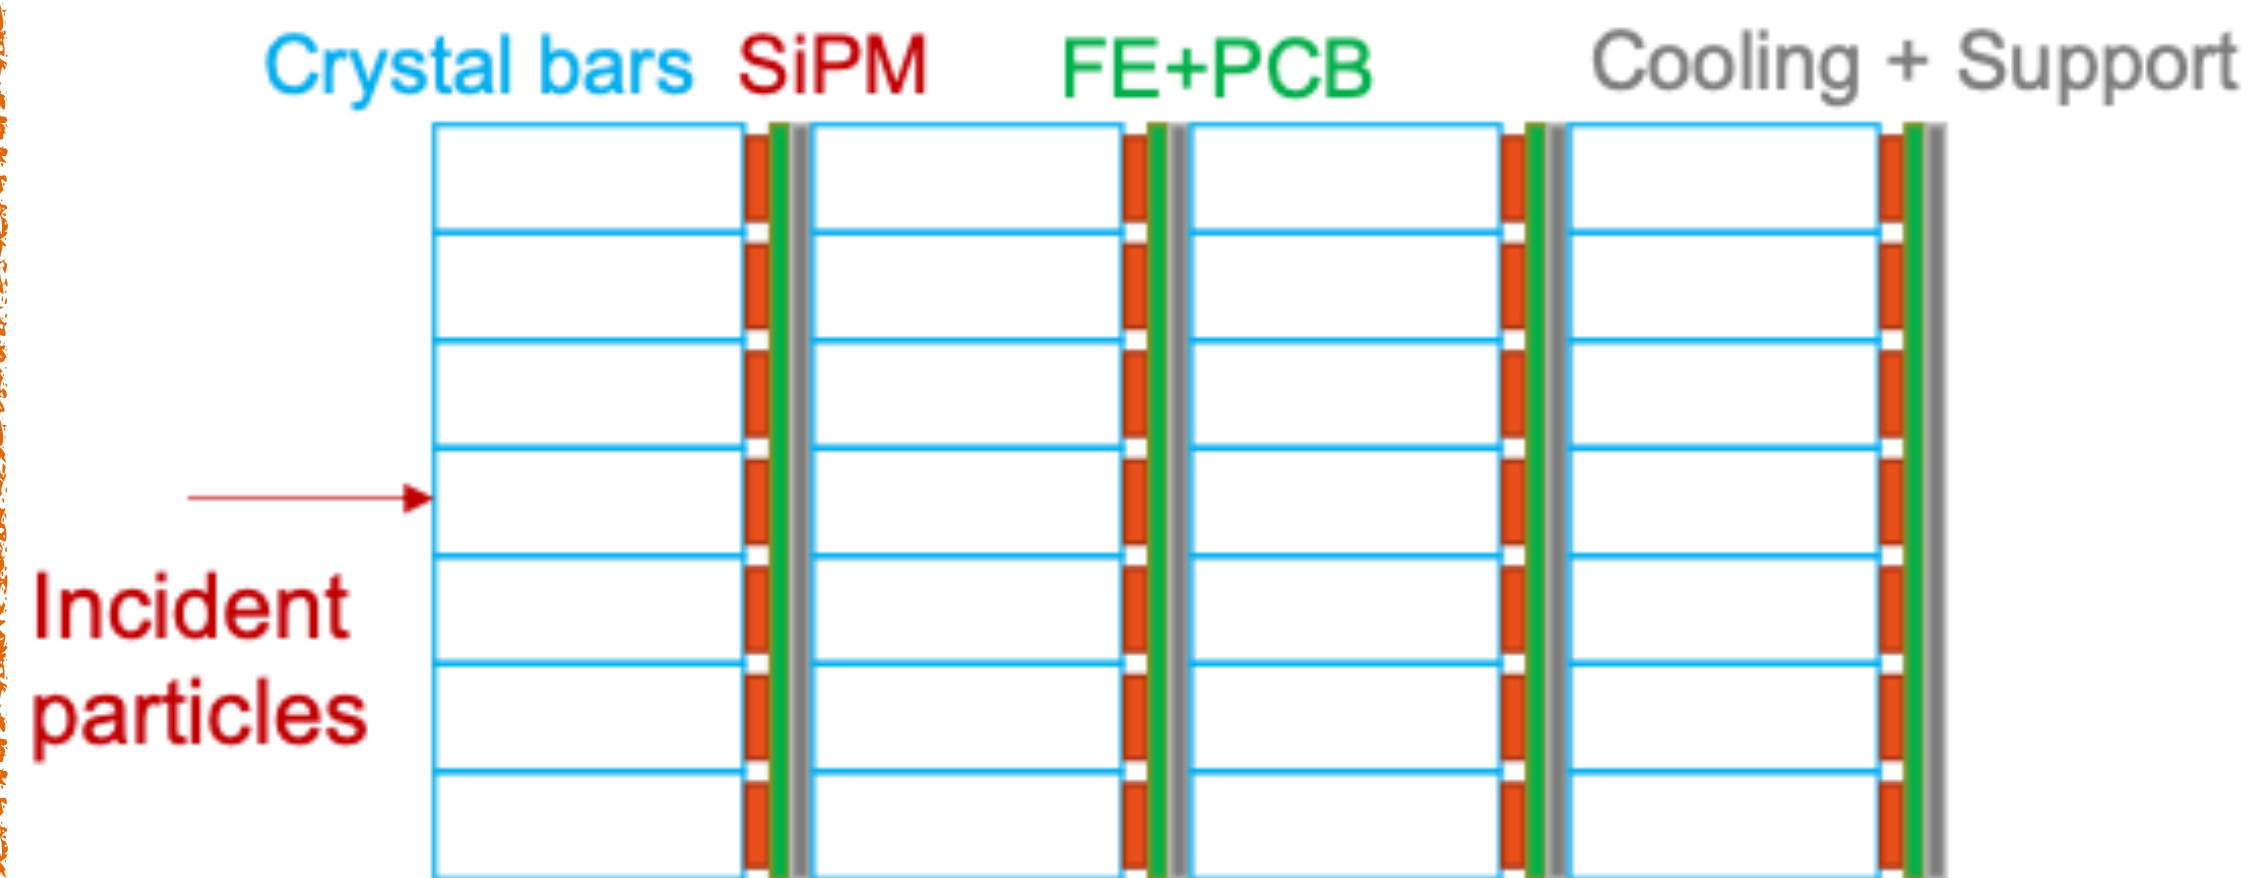 Crystal bars SiPM FE+PCB Cooling + Support
Incident
particles